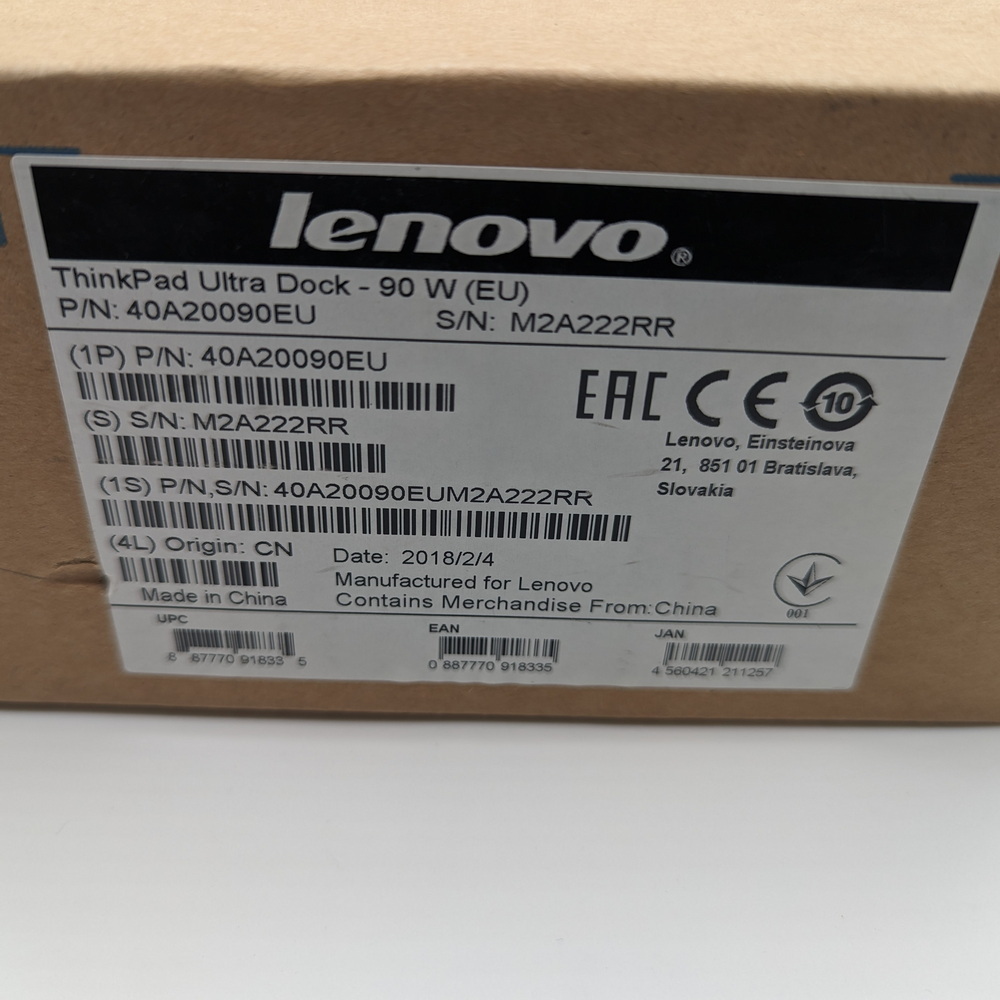 lenovo®
ThinkPad Ultra Dock - 90 W (EU)
P/N: 40A20090EU S/N: M2A222RR
(1P) P/N: 40A20090EU
EAC CE 10
(S) S/N: M2A222RR
Lenovo, Einsteinova
21, 851 01 Bratislava,
Slovakia
(1S) P/N,S/N: 40A20090EUM2A222RR
(4L) Origin: CN
Made in China
Date: 2018/2/4
Manufactured for Lenovo
Contains Merchandise From:China
001
UPC
8 87770 91833 5
EAN
0 887770 918335
JAN
4 560421 211257